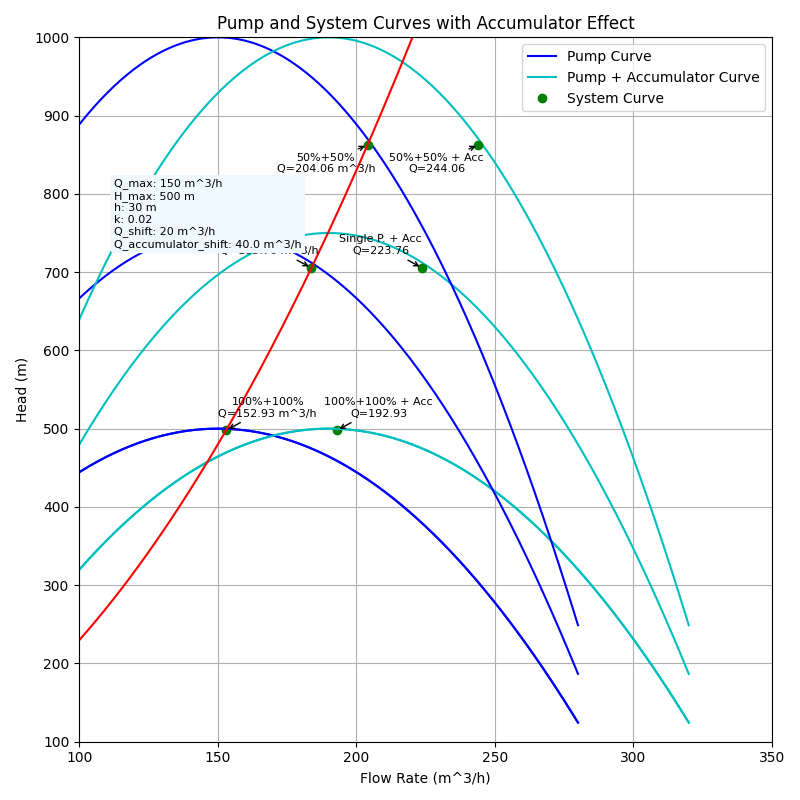 Pump and System Curves with Accumulator Effect
Pump Curve
Pump + Accumulator Curve
System Curve
50%+50%
Q=204.06 m^3/h
50%+50% + Acc
Q=244.06
Q_max: 150 m^3/h
H_max: 500 m
h: 30 m
k: 0.02
Q_shift: 20 m^3/h
Q_accumulator_shift: 40.0 m^3/h
Single P. + Acc
Q=223.76
100%+100%
Q=152.93 m^3/h
100%+100% + Acc
Q=192.93
1000
900
800
700
600
500
400
300
200
100
Head (m)
100
150
200
250
300
350
Flow Rate (m^3/h)